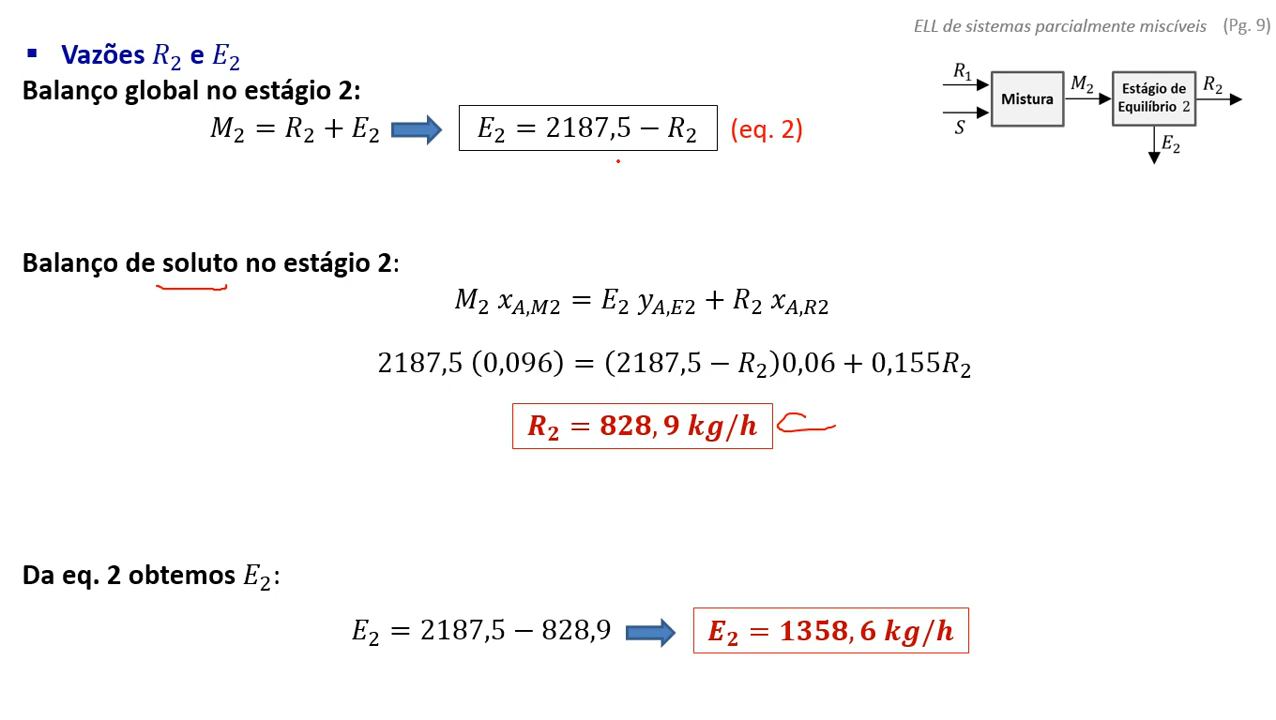 ELL de sistemas parcialmente miscíveis (Pg. 9)
▪ Vazões R₂ e E₂
Balanço global no estágio 2:
M₂ = R₂ + E₂ E₂ = 2187,5 − R₂ (eq. 2)
R₁ M₂ R₂
Mistura Estágio de Equilíbrio 2
S E₂
Balanço de soluto no estágio 2:
M₂ x_{A,M2} = E₂ y_{A,E2} + R₂ x_{A,R2}
2187,5 (0,096) = (2187,5 − R₂)0,06 + 0,155R₂
R₂ = 828,9 kg/h
Da eq. 2 obtemos E₂:
E₂ = 2187,5 − 828,9 E₂ = 1358,6 kg/h